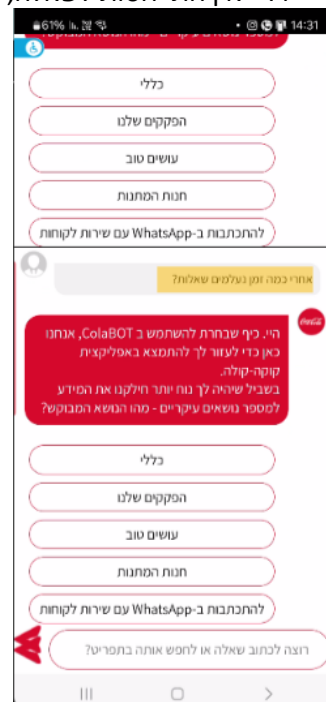 61%
14:31
כללי
הפקקים שלנו
עושים טוב
חנות המתנות
להתכתבות ב-WhatsApp עם שירות לקוחות
אחרי כמה זמן נעלמים שאלות?
היי. כיף שבחרת להשתמש ב ColaBOT, אנחנו
כאן כדי לעזור לך להתמצא באפליקצית
קוקה-קולה.
בשביל שיהיה לך נוח יותר חילקנו את המידע
למספר נושאים עיקריים - מהו הנושא המבוקש?
כללי
הפקקים שלנו
עושים טוב
חנות המתנות
להתכתבות ב-WhatsApp עם שירות לקוחות
רוצה לכתוב שאלה או לחפש אותה בתפריט?